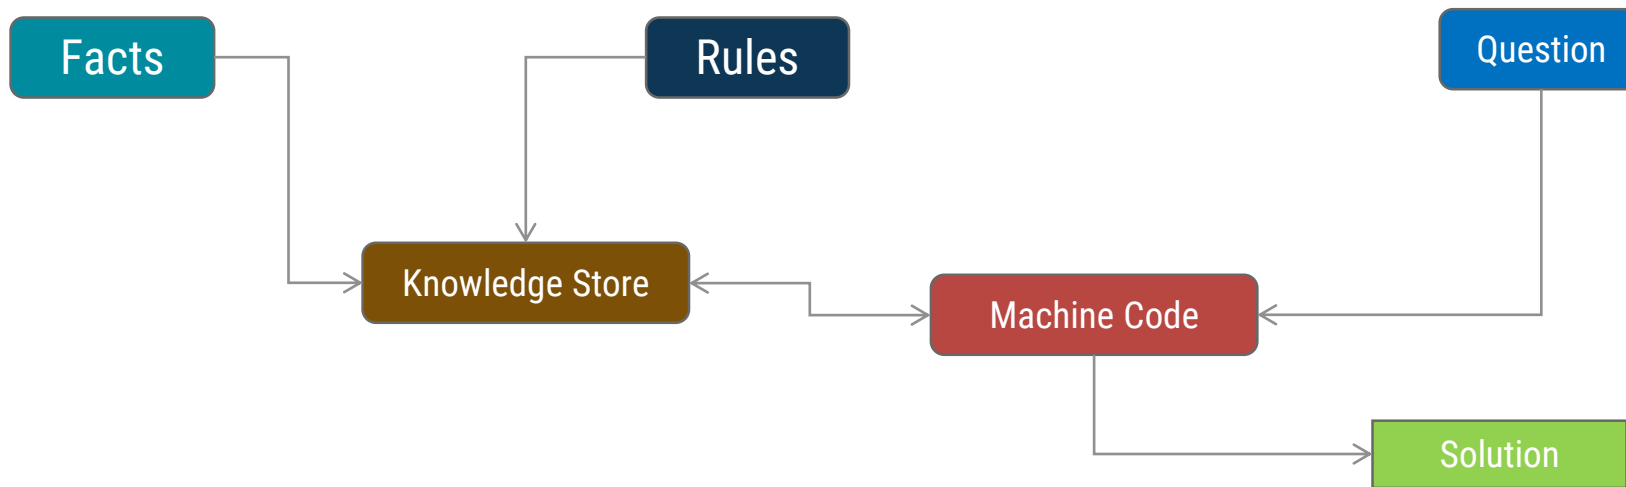 Facts
Rules
Question
Knowledge Store
Machine Code
Solution